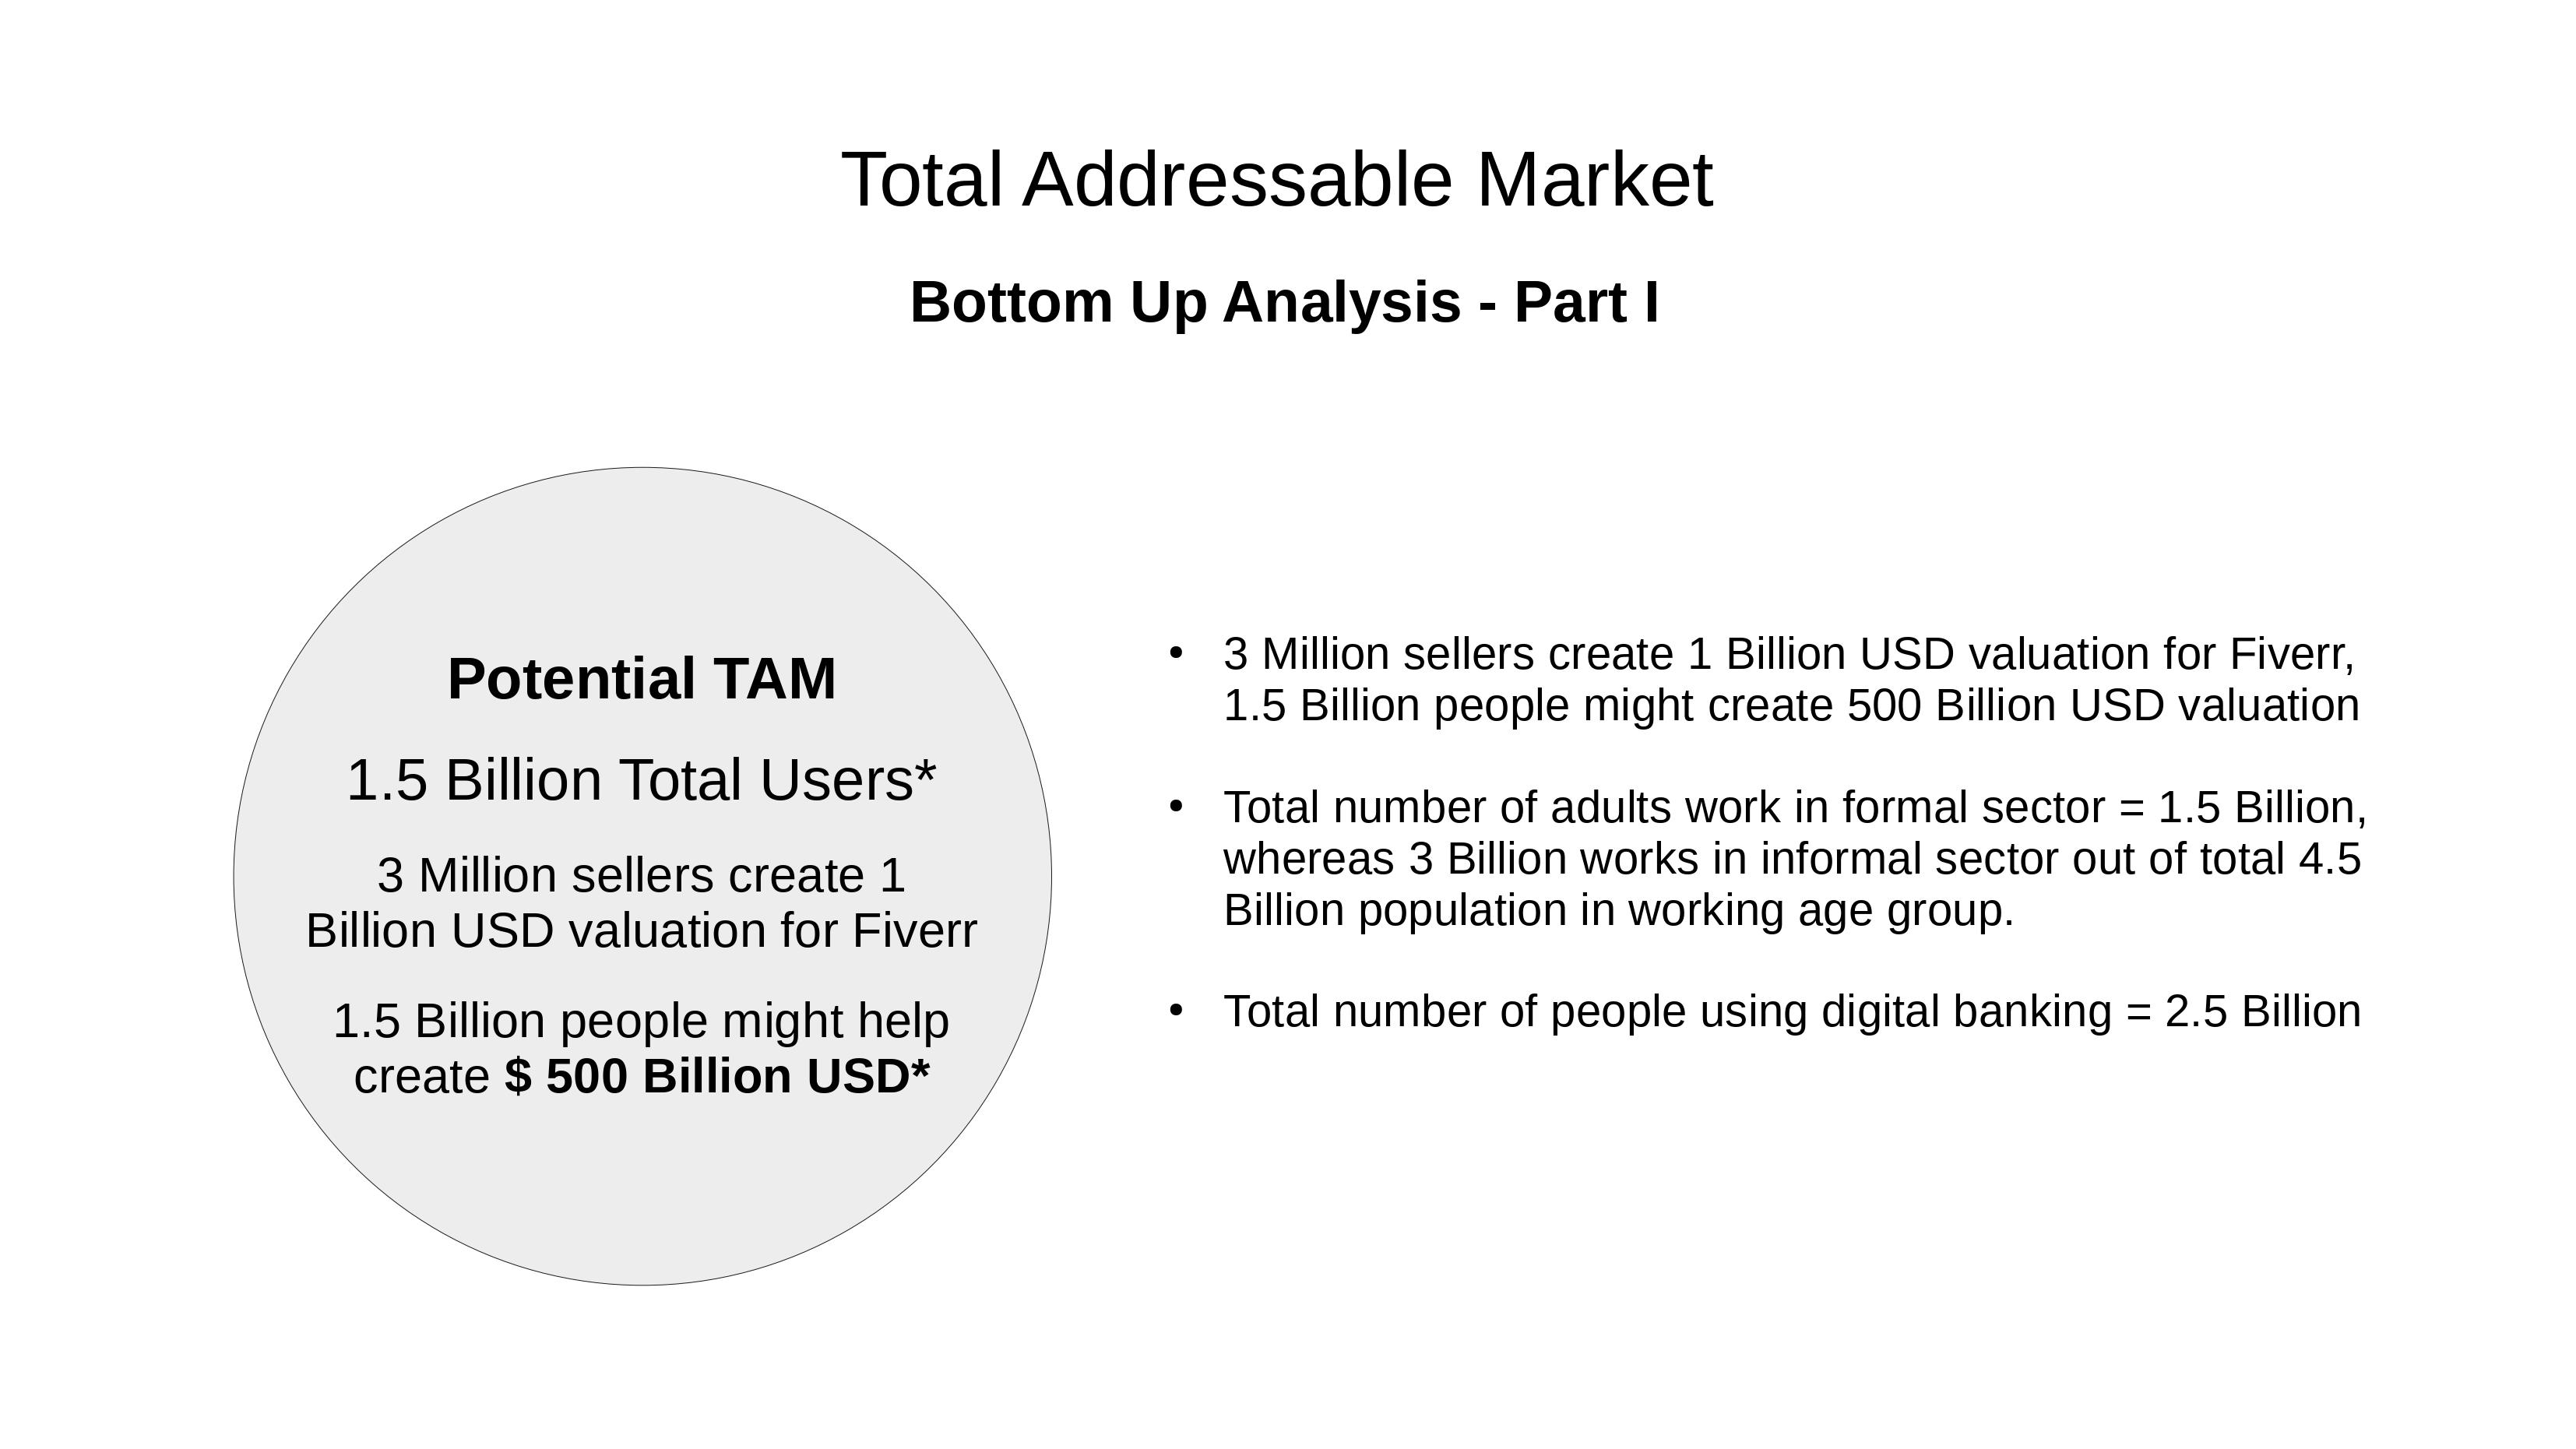 Total Addressable Market
Bottom Up Analysis - Part I
Potential TAM
1.5 Billion Total Users*
3 Million sellers create 1
Billion USD valuation for Fiverr
1.5 Billion people might help
create $ 500 Billion USD*
• 3 Million sellers create 1 Billion USD valuation for Fiverr,
1.5 Billion people might create 500 Billion USD valuation
• Total number of adults work in formal sector = 1.5 Billion,
whereas 3 Billion works in informal sector out of total 4.5
Billion population in working age group.
• Total number of people using digital banking = 2.5 Billion